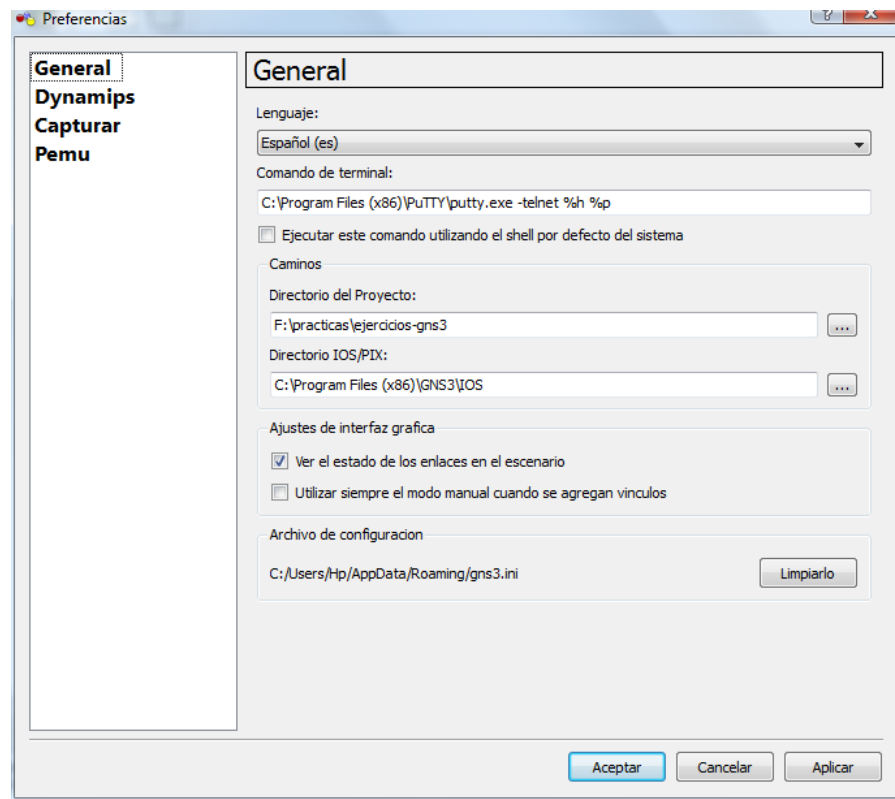 Preferencias
?
General
Dynamips
Capturar
Pemu
General
Lenguaje:
Español (es)
Comando de terminal:
C:\Program Files (x86)\PuTTY\putty.exe -telnet %h %p
Ejecutar este comando utilizando el shell por defecto del sistema
Caminos
Directorio del Proyecto:
F:\practicas\ejercicios-gns3
...
Directorio IOS/PIX:
C:\Program Files (x86)\GNS3\IOS
...
Ajustes de interfaz grafica
Ver el estado de los enlaces en el escenario
Utilizar siempre el modo manual cuando se agregan vinculos
Archivo de configuracion
C:/Users/Hp/AppData/Roaming/gns3.ini
Limpiarlo
Aceptar
Cancelar
Aplicar